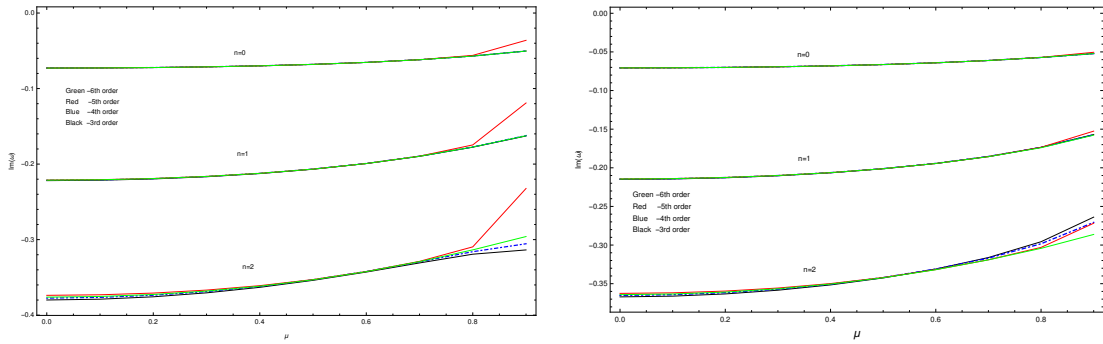 0.0
n=0
−0.1
Green −6th order
Red −5th order
Blue −4th order
Black −3rd order
n=1
−0.2
Im(ω)
−0.3
n=2
−0.4
0.0 0.2 0.4 0.6 0.8
μ
0.00
n=0
−0.05
−0.10
−0.15
n=1
Im(ω)
−0.20
Green −6th order
Red −5th order
Blue −4th order
Black −3rd order
−0.25
−0.30
n=2
−0.35
0.0 0.2 0.4 0.6 0.8
μ